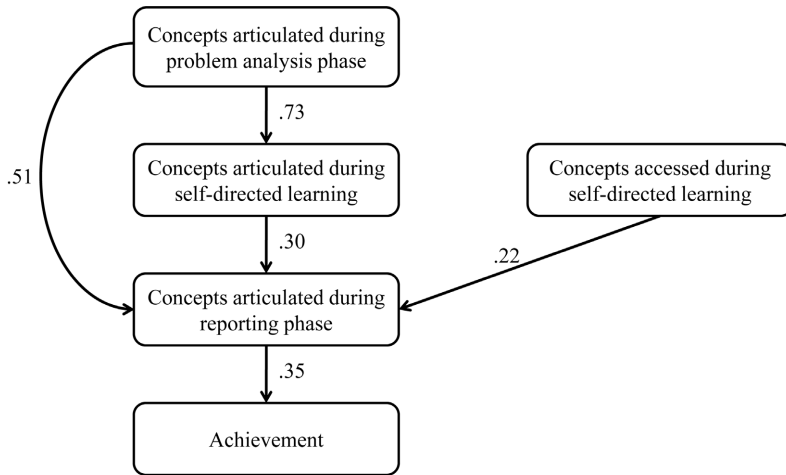 Concepts articulated during
problem analysis phase
.73
.51
Concepts articulated during
self-directed learning
Concepts accessed during
self-directed learning
.30
.22
Concepts articulated during
reporting phase
.35
Achievement